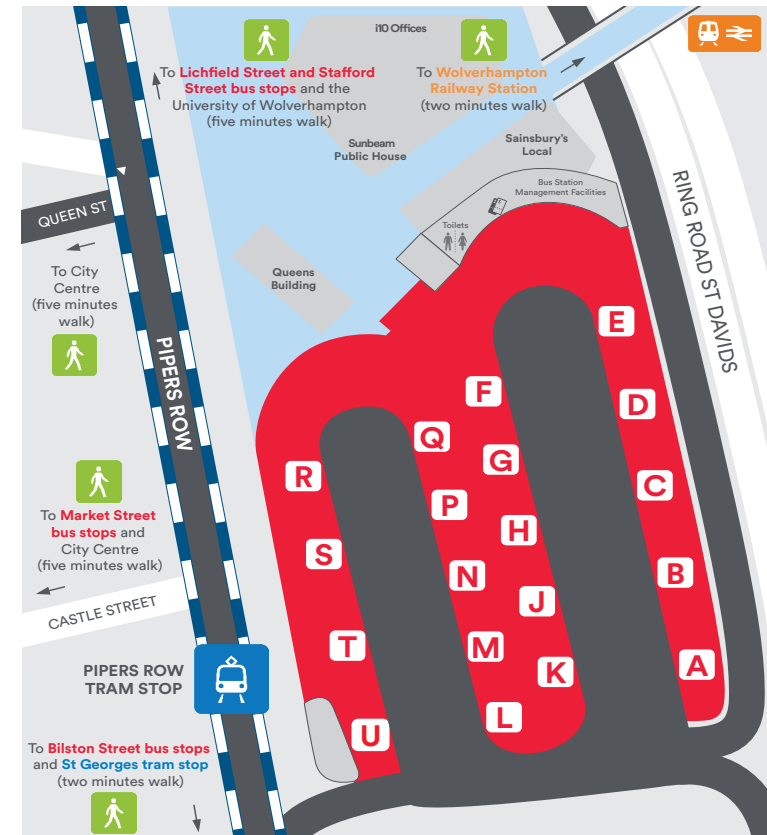 i10 Offices
To Lichfield Street and Stafford
Street bus stops and the
University of Wolverhampton
(five minutes walk)
To Wolverhampton
Railway Station
(two minutes walk)
Sunbeam
Public House
Sainsbury's
Local
Bus Station
Management Facilities
Toilets
RING ROAD ST DAVIDS
QUEEN ST
To City
Centre
(five minutes
walk)
Queens
Building
PIPERS ROW
E
D
C
B
A
F
G
H
J
K
Q
P
N
M
L
R
S
T
U
To Market Street
bus stops and
City Centre
(five minutes walk)
CASTLE STREET
PIPERS ROW
TRAM STOP
To Bilston Street bus stops
and St Georges tram stop
(two minutes walk)